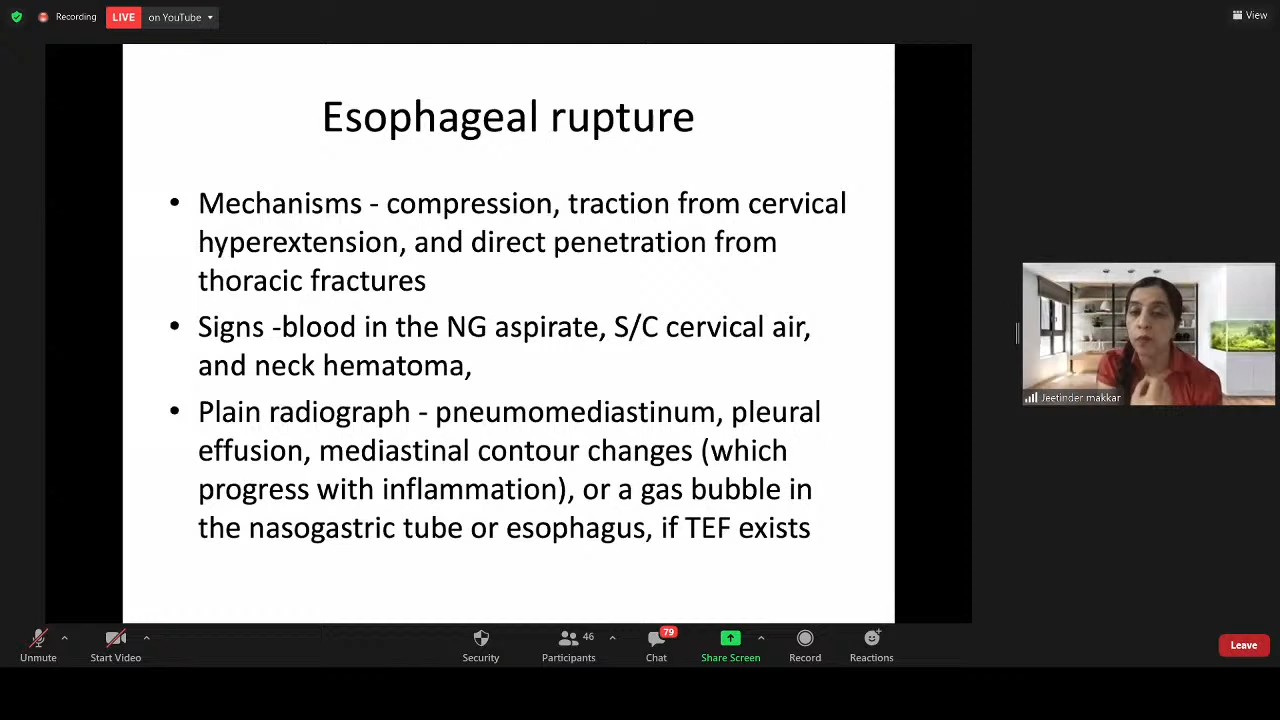 Recording
LIVE
on YouTube
View
Esophageal rupture
• Mechanisms - compression, traction from cervical
hyperextension, and direct penetration from
thoracic fractures
• Signs -blood in the NG aspirate, S/C cervical air,
and neck hematoma,
• Plain radiograph - pneumomediastinum, pleural
effusion, mediastinal contour changes (which
progress with inflammation), or a gas bubble in
the nasogastric tube or esophagus, if TEF exists
Jeetinder makkar
Unmute
Start Video
Security
46
Participants
79
Chat
Share Screen
Record
Reactions
Leave